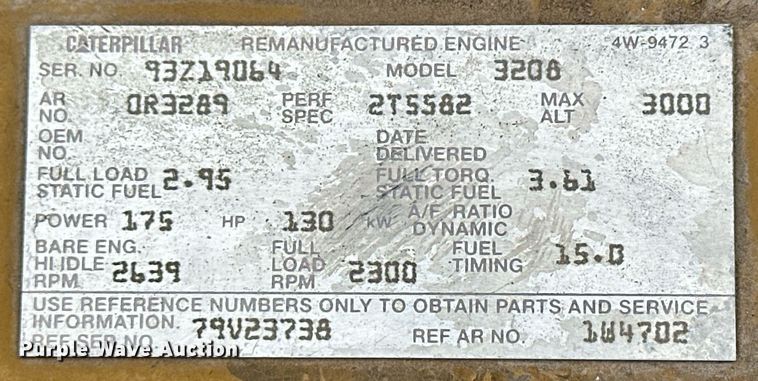 CATERPILLAR REMANUFACTURED ENGINE 4W-9472 3
SER. NO 93Z19064 MODEL 3208
AR NO. 0R3289 PERF SPEC 2T5582 MAX ALT 3000
OEM NO. DATE DELIVERED
FULL LOAD STATIC FUEL 2.95 FULL TORQ. STATIC FUEL 3.61
POWER 175 HP 130 kW A/F RATIO DYNAMIC
BARE ENG. HI IDLE RPM 2639 FULL LOAD RPM 2300 FUEL TIMING 15.0
USE REFERENCE NUMBERS ONLY TO OBTAIN PARTS AND SERVICE
INFORMATION.
REF SER NO. 79V23738 REF AR NO. 1W4702
Purple Wave Auction